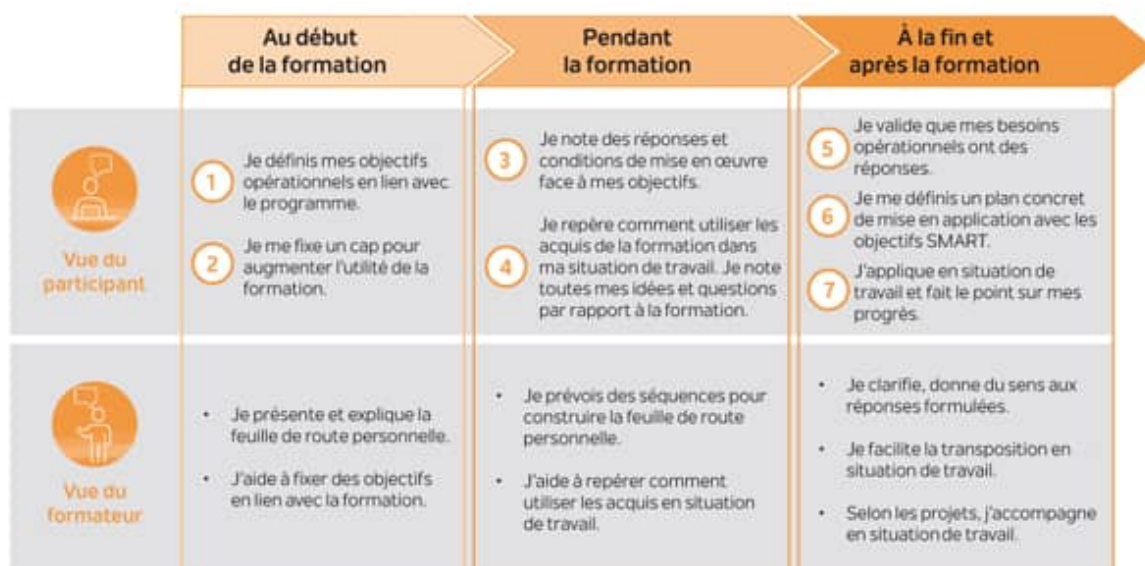 Au début
de la formation
Pendant
la formation
À la fin et
après la formation
Vue du
participant
1
Je définis mes objectifs
opérationnels en lien avec
le programme.
2
Je me fixe un cap pour
augmenter l'utilité de la
formation.
3
Je note des réponses et
conditions de mise en œuvre
face à mes objectifs.
4
Je repère comment utiliser les
acquis de la formation dans
ma situation de travail. Je note
toutes mes idées et questions
par rapport à la formation.
5
Je valide que mes besoins
opérationnels ont des
réponses.
6
Je me définis un plan concret
de mise en application avec les
objectifs SMART.
7
J'applique en situation de
travail et fait le point sur mes
progrès.
Vue du
formateur
• Je présente et explique la
feuille de route personnelle.
• J'aide à fixer des objectifs
en lien avec la formation.
• Je prévois des séquences pour
construire la feuille de route
personnelle.
• J'aide à repérer comment
utiliser les acquis en situation
de travail.
• Je clarifie, donne du sens aux
réponses formulées.
• Je facilite la transposition en
situation de travail.
• Selon les projets, j'accompagne
en situation de travail.